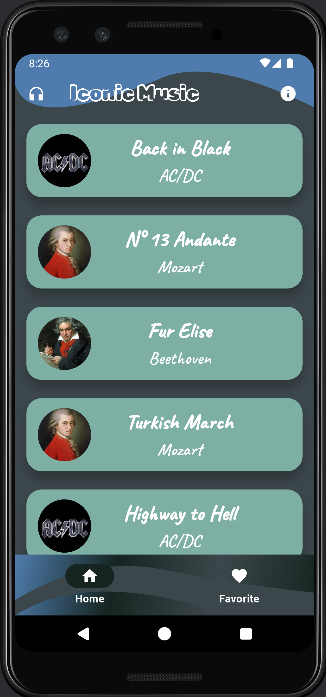 8:26
Iconic Music
AC/DC
Back in Black
AC/DC
Nº 13 Andante
Mozart
Fur Elise
Beethoven
Turkish March
Mozart
AC/DC
Highway to Hell
AC/DC
Home
Favorite